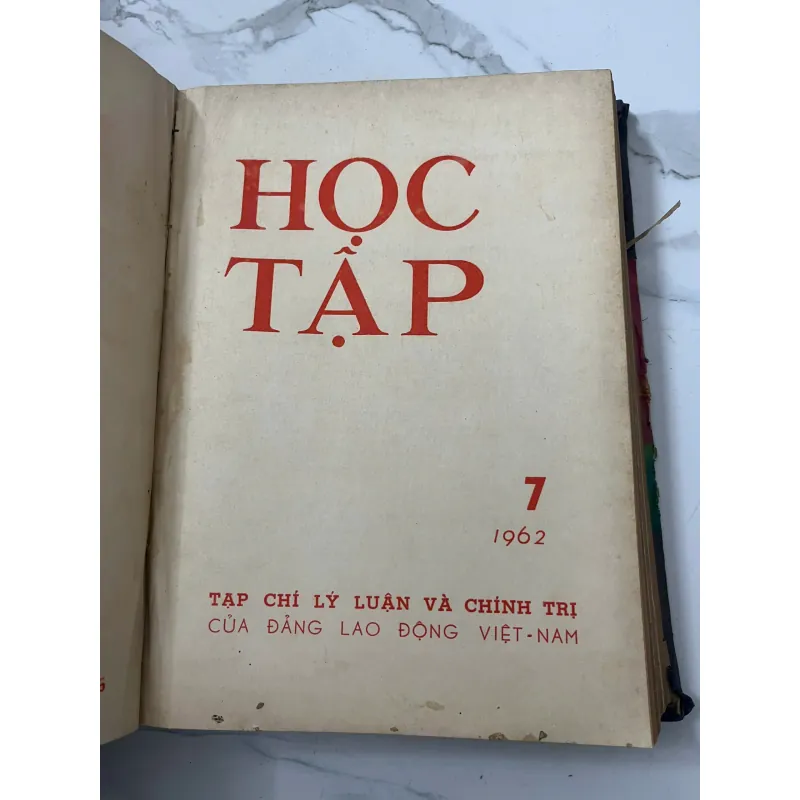 HỌC
TẬP
7
1962
TẠP CHÍ LÝ LUẬN VÀ CHÍNH TRỊ
CỦA ĐẢNG LAO ĐỘNG VIỆT-NAM